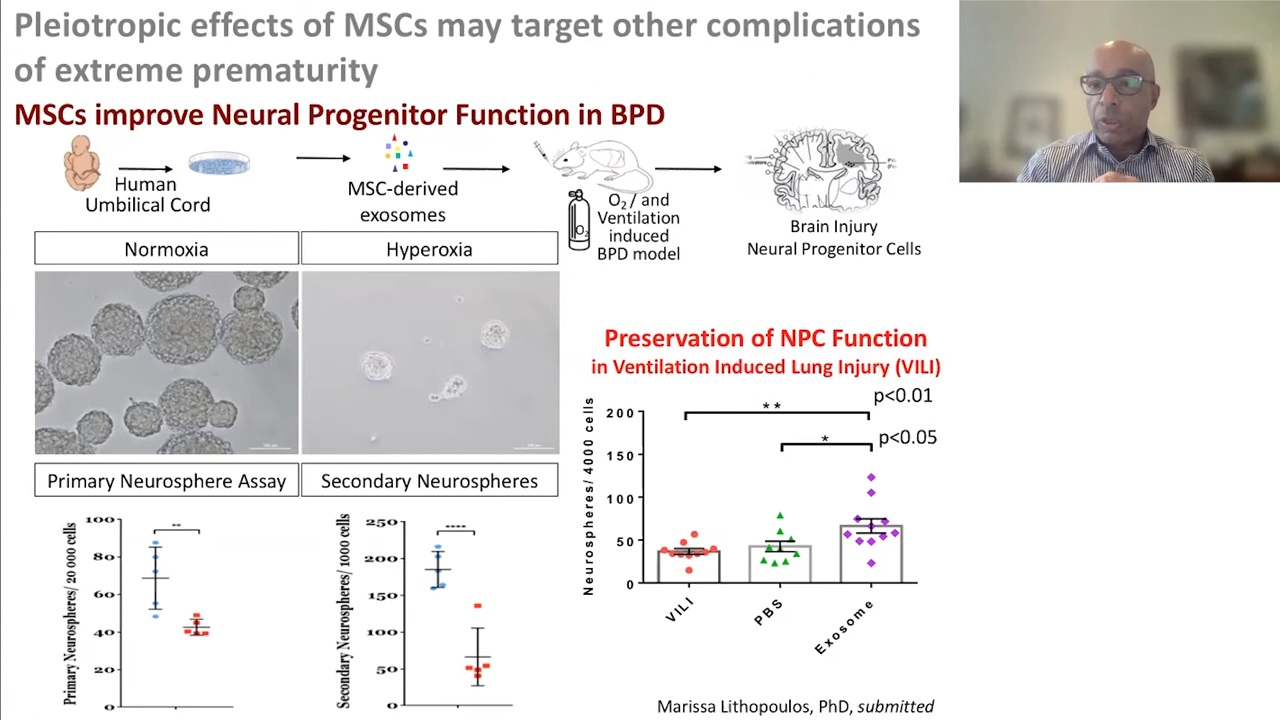 Pleiotropic effects of MSCs may target other complications
of extreme prematurity
MSCs improve Neural Progenitor Function in BPD
Human
Umbilical Cord
MSC-derived
exosomes
O2
O2 / and
Ventilation
induced
BPD model
Brain Injury
Neural Progenitor Cells
Normoxia
Hyperoxia
Primary Neurosphere Assay
Secondary Neurospheres
Primary Neurospheres/ 20 000 cells
100
80
60
40
20
0
**
Secondary Neurospheres/ 1000 cells
250
200
150
100
50
0
****
Preservation of NPC Function
in Ventilation Induced Lung Injury (VILI)
Neurospheres/ 4000 cells
200
150
100
50
0
** p<0.01
* p<0.05
VILI
PBS
Exosome
Marissa Lithopoulos, PhD, submitted